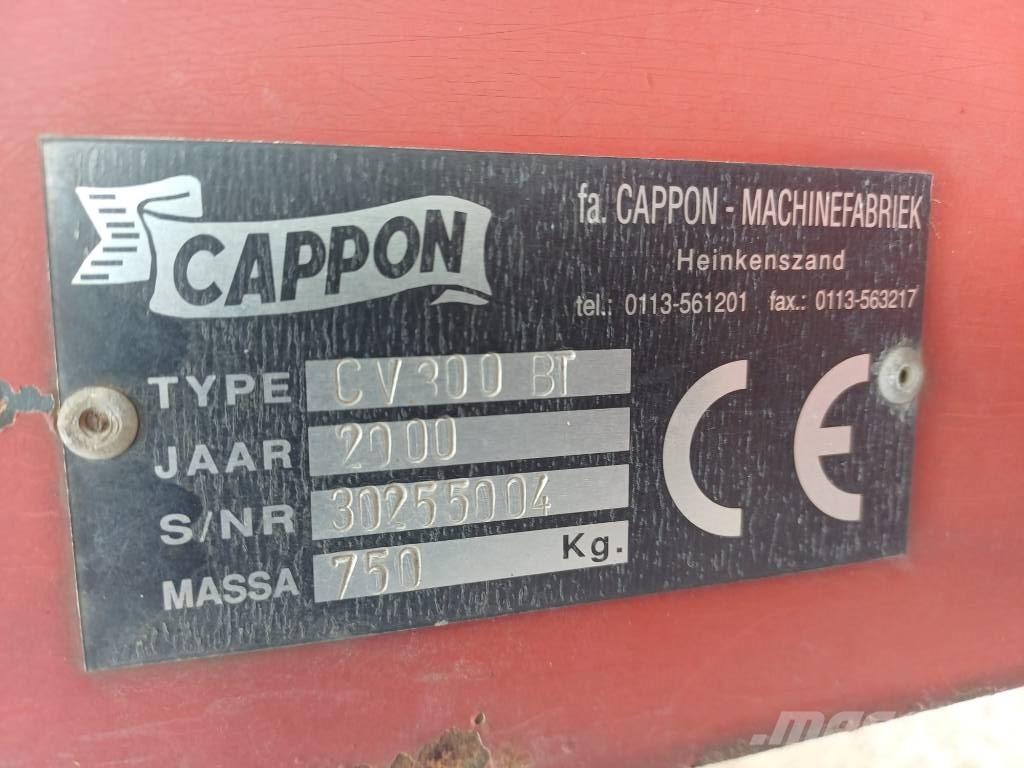 CAPPON
fa. CAPPON - MACHINEFABRIEK
Heinkenszand
tel.: 0113-561201 fax.: 0113-563217
TYPE CV300 BT
JAAR 2000
S/NR 30255004
MASSA 750 Kg.
CE